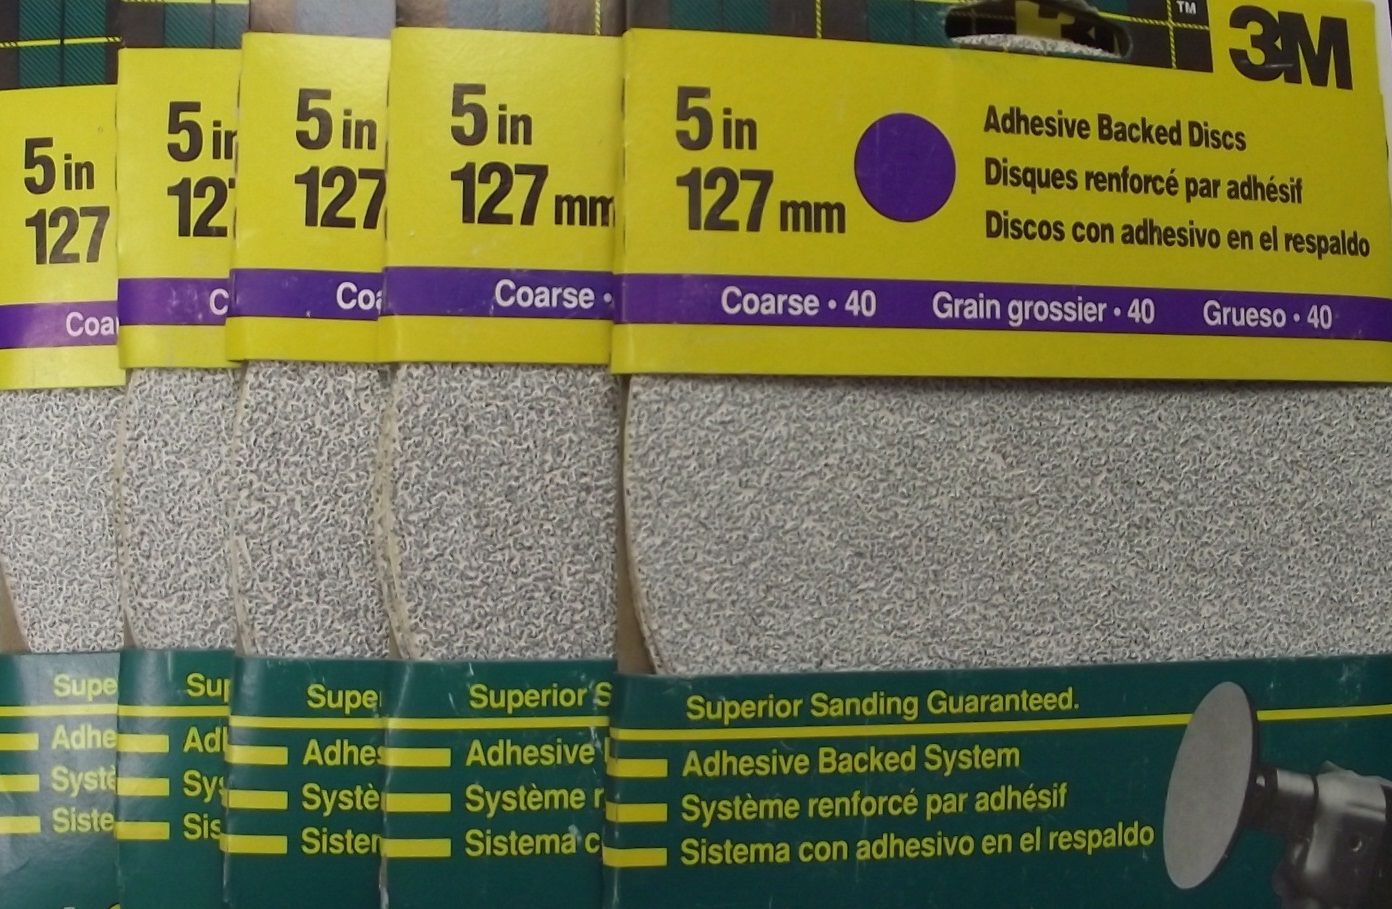 TM
3M
5 in
127
5 in
12
5 in
127
5 in
127 mm
5 in
127 mm
Adhesive Backed Discs
Disques renforcé par adhésif
Discos con adhesivo en el respaldo
Coa
C
Coa
Coarse •
Coarse • 40 Grain grossier • 40 Grueso • 40
Supe
Sup
Super
Superior S
Superior Sanding Guaranteed.
Adhe
Systè
Siste
Ad
Sys
Sis
Adhes
Systè
Sister
Adhesive
Système r
Sistema c
Adhesive Backed System
Système renforcé par adhésif
Sistema con adhesivo en el respaldo